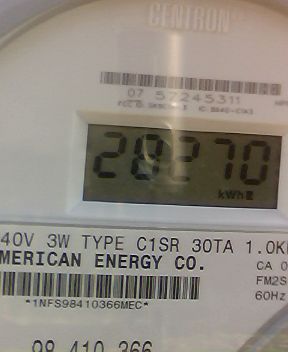 CENTRON
07 57245311
28270
kWh
40V 3W TYPE C1SR 30TA 1.0K
MERICAN ENERGY CO.
CA 0
FM2S
60Hz
*1NFS98410366MEC*
98 410 366